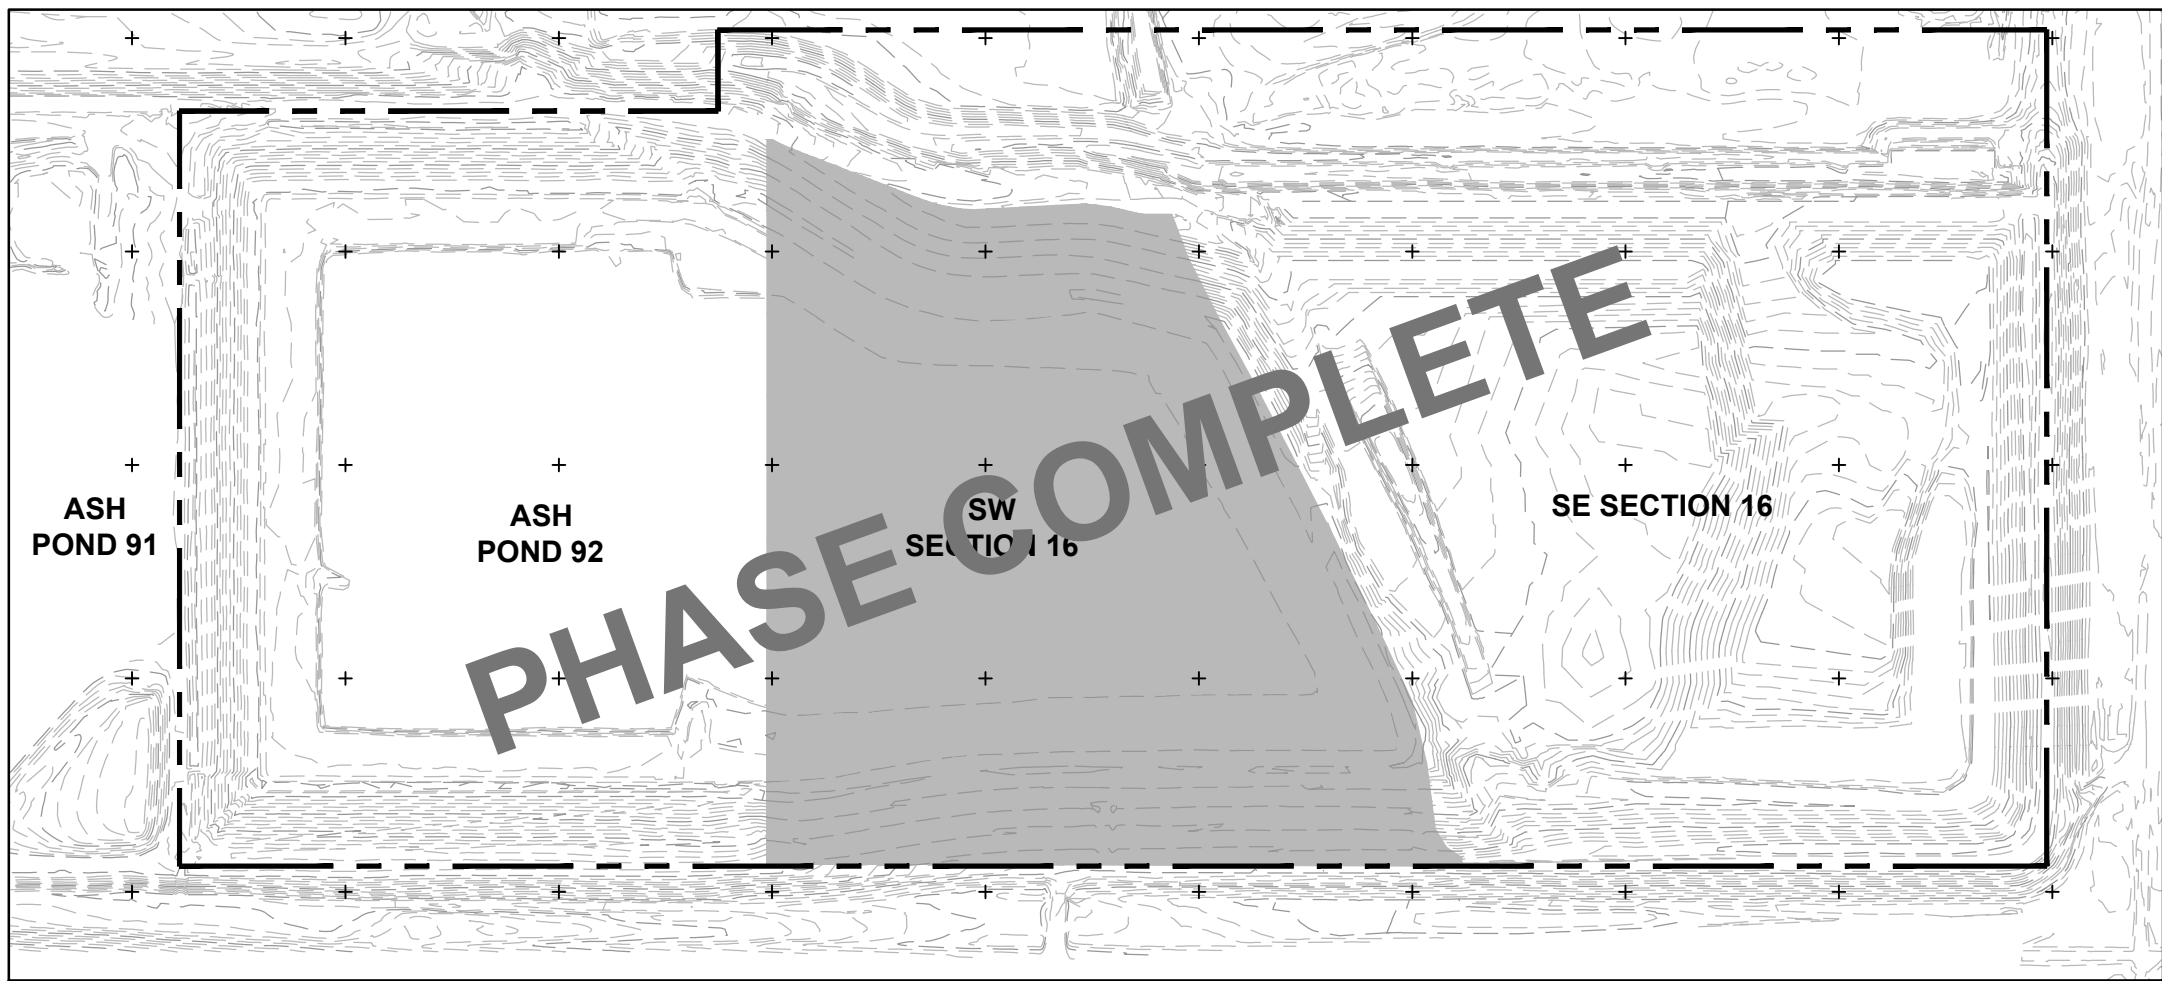 ASH
POND 91
ASH
POND 92
SW
SECTION 16
SE SECTION 16
PHASE COMPLETE